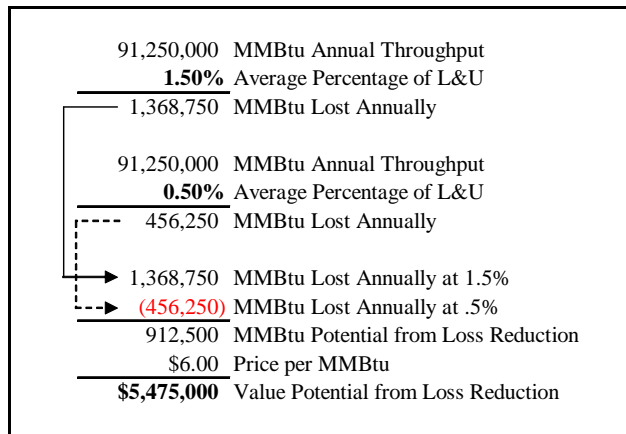 91,250,000 MMBtu Annual Throughput
1.50% Average Percentage of L&U
1,368,750 MMBtu Lost Annually
91,250,000 MMBtu Annual Throughput
0.50% Average Percentage of L&U
456,250 MMBtu Lost Annually
1,368,750 MMBtu Lost Annually at 1.5%
(456,250) MMBtu Lost Annually at .5%
912,500 MMBtu Potential from Loss Reduction
$6.00 Price per MMBtu
$5,475,000 Value Potential from Loss Reduction